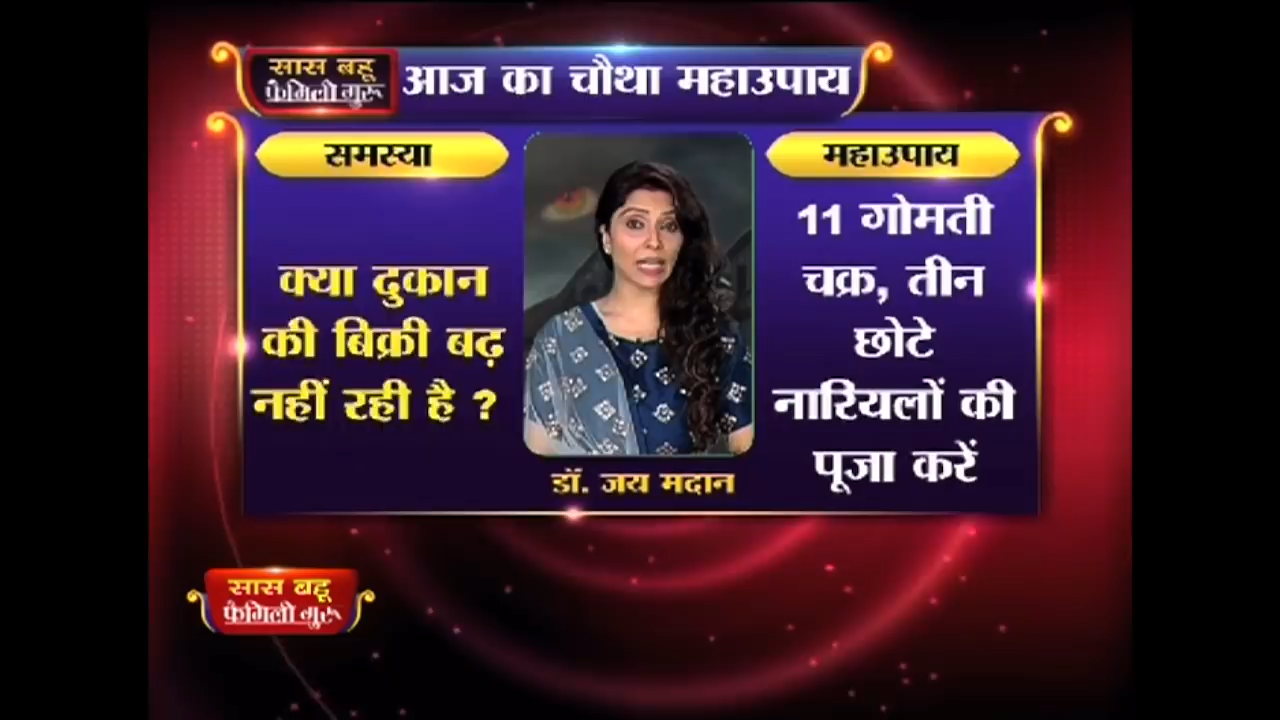 सास बहू
फैमिली गुरू
आज का चौथा महाउपाय
समस्या
क्या दुकान
की बिक्री बढ़
नहीं रही है ?
डॉ. जय मदान
महाउपाय
11 गोमती
चक्र, तीन
छोटे
नारियलों की
पूजा करें
सास बहू
फैमिली गुरू